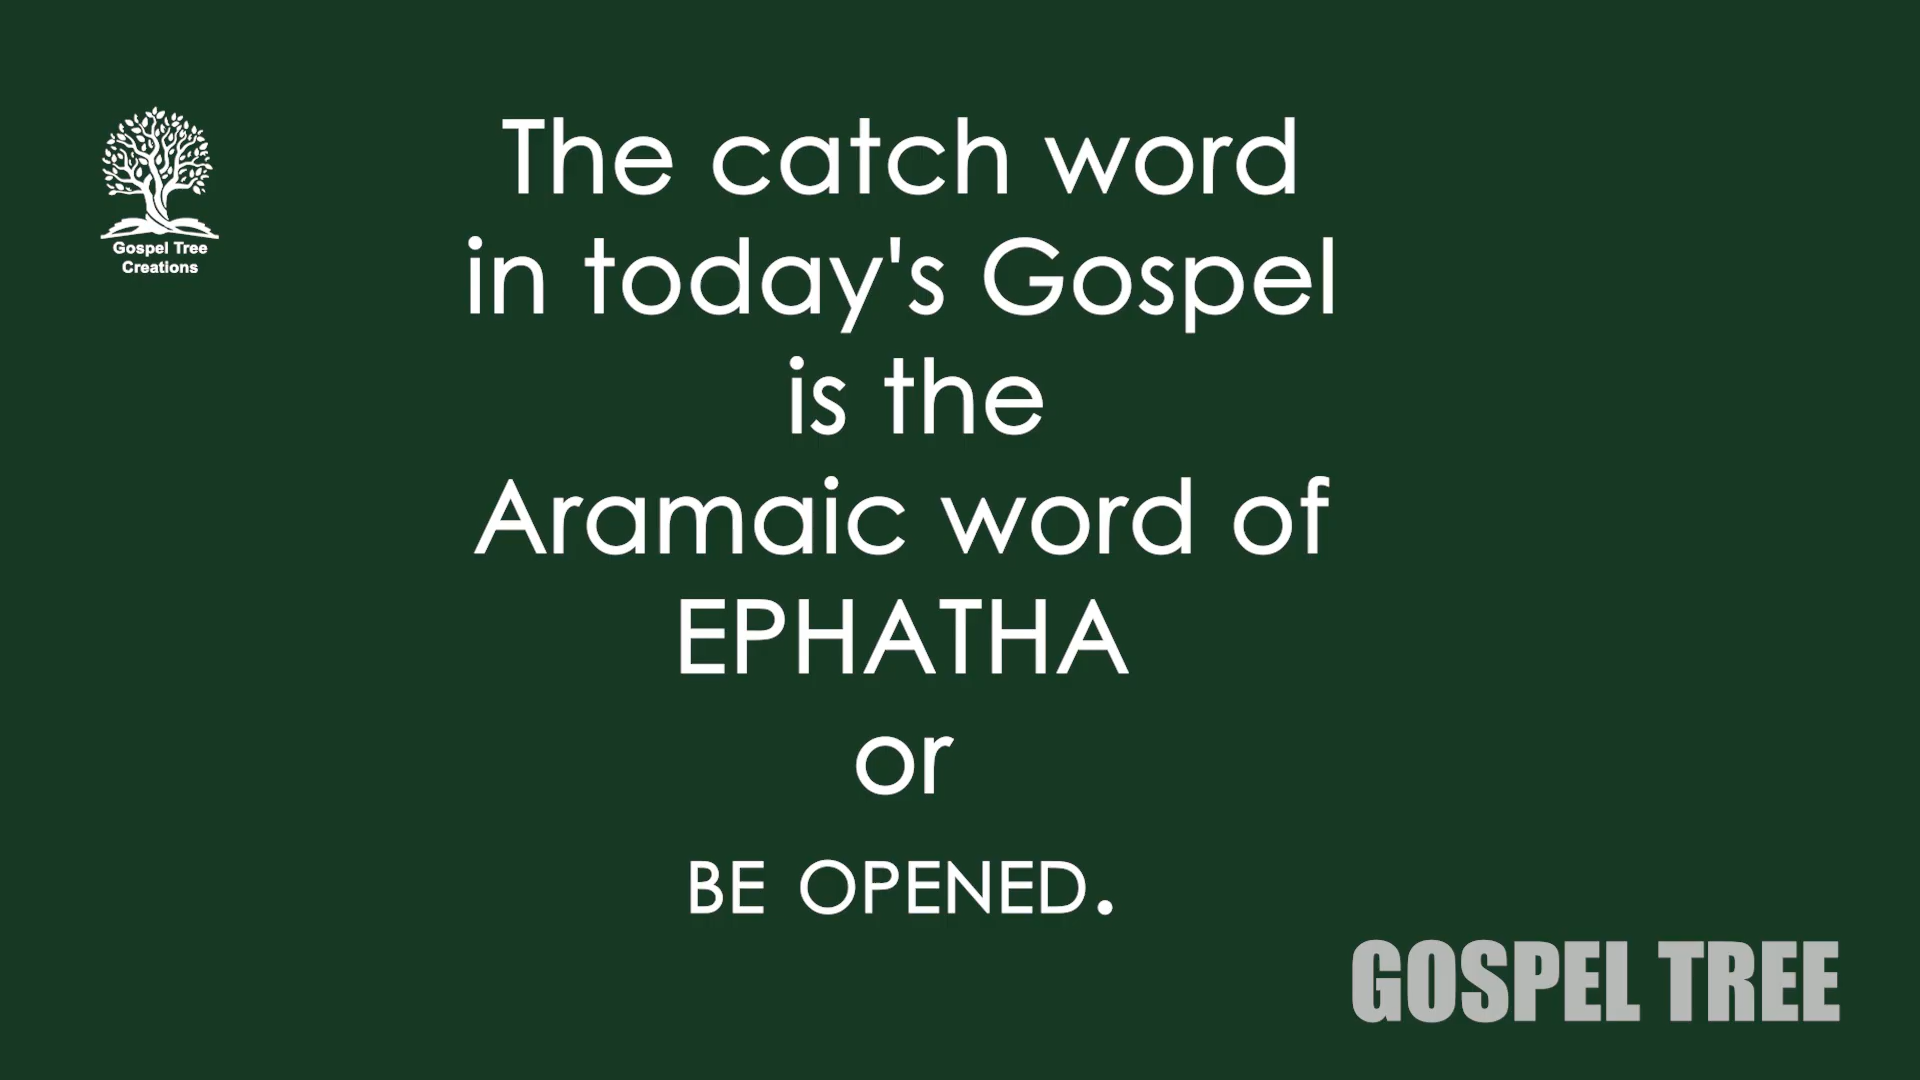 Gospel Tree
Creations
The catch word
in today's Gospel
is the
Aramaic word of
EPHATHA
or
BE OPENED.
GOSPEL TREE